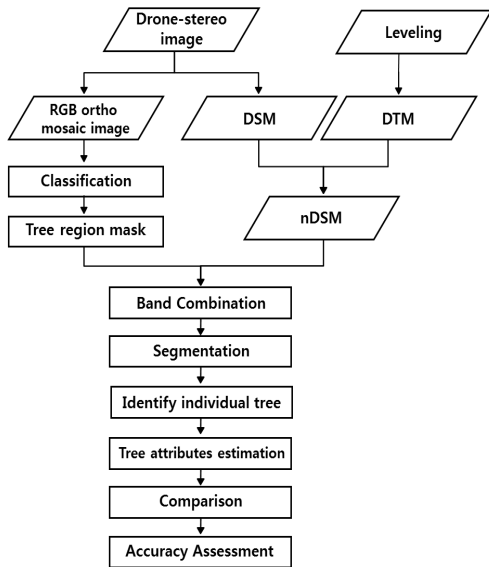 Drone-stereo
image
Leveling
RGB ortho
mosaic image
DSM
DTM
Classification
Tree region mask
nDSM
Band Combination
Segmentation
Identify individual tree
Tree attributes estimation
Comparison
Accuracy Assessment